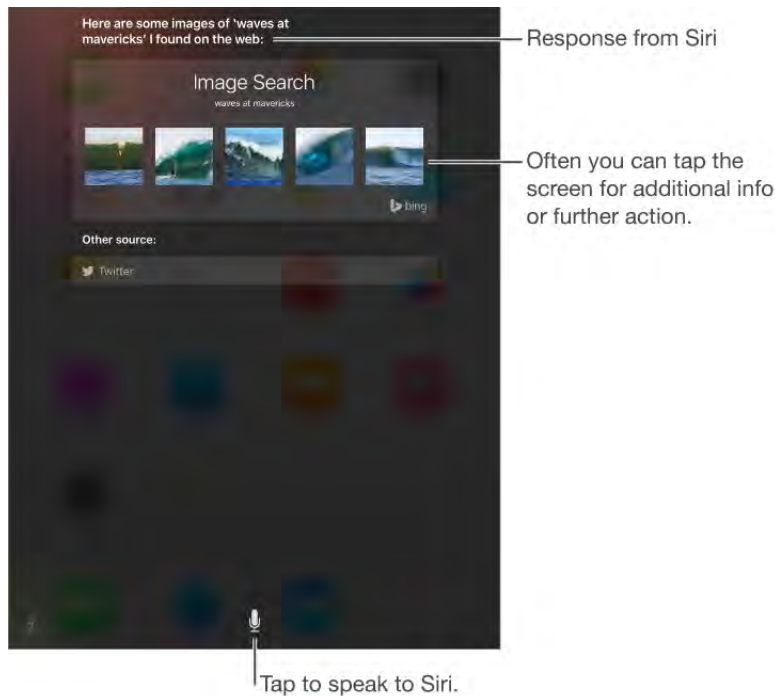 Here are some images of ‘waves at
mavericks’ I found on the web:
Response from Siri
Image Search
waves at mavericks
Often you can tap the
screen for additional info
or further action.
bing
Other source:
Twitter
?
Tap to speak to Siri.